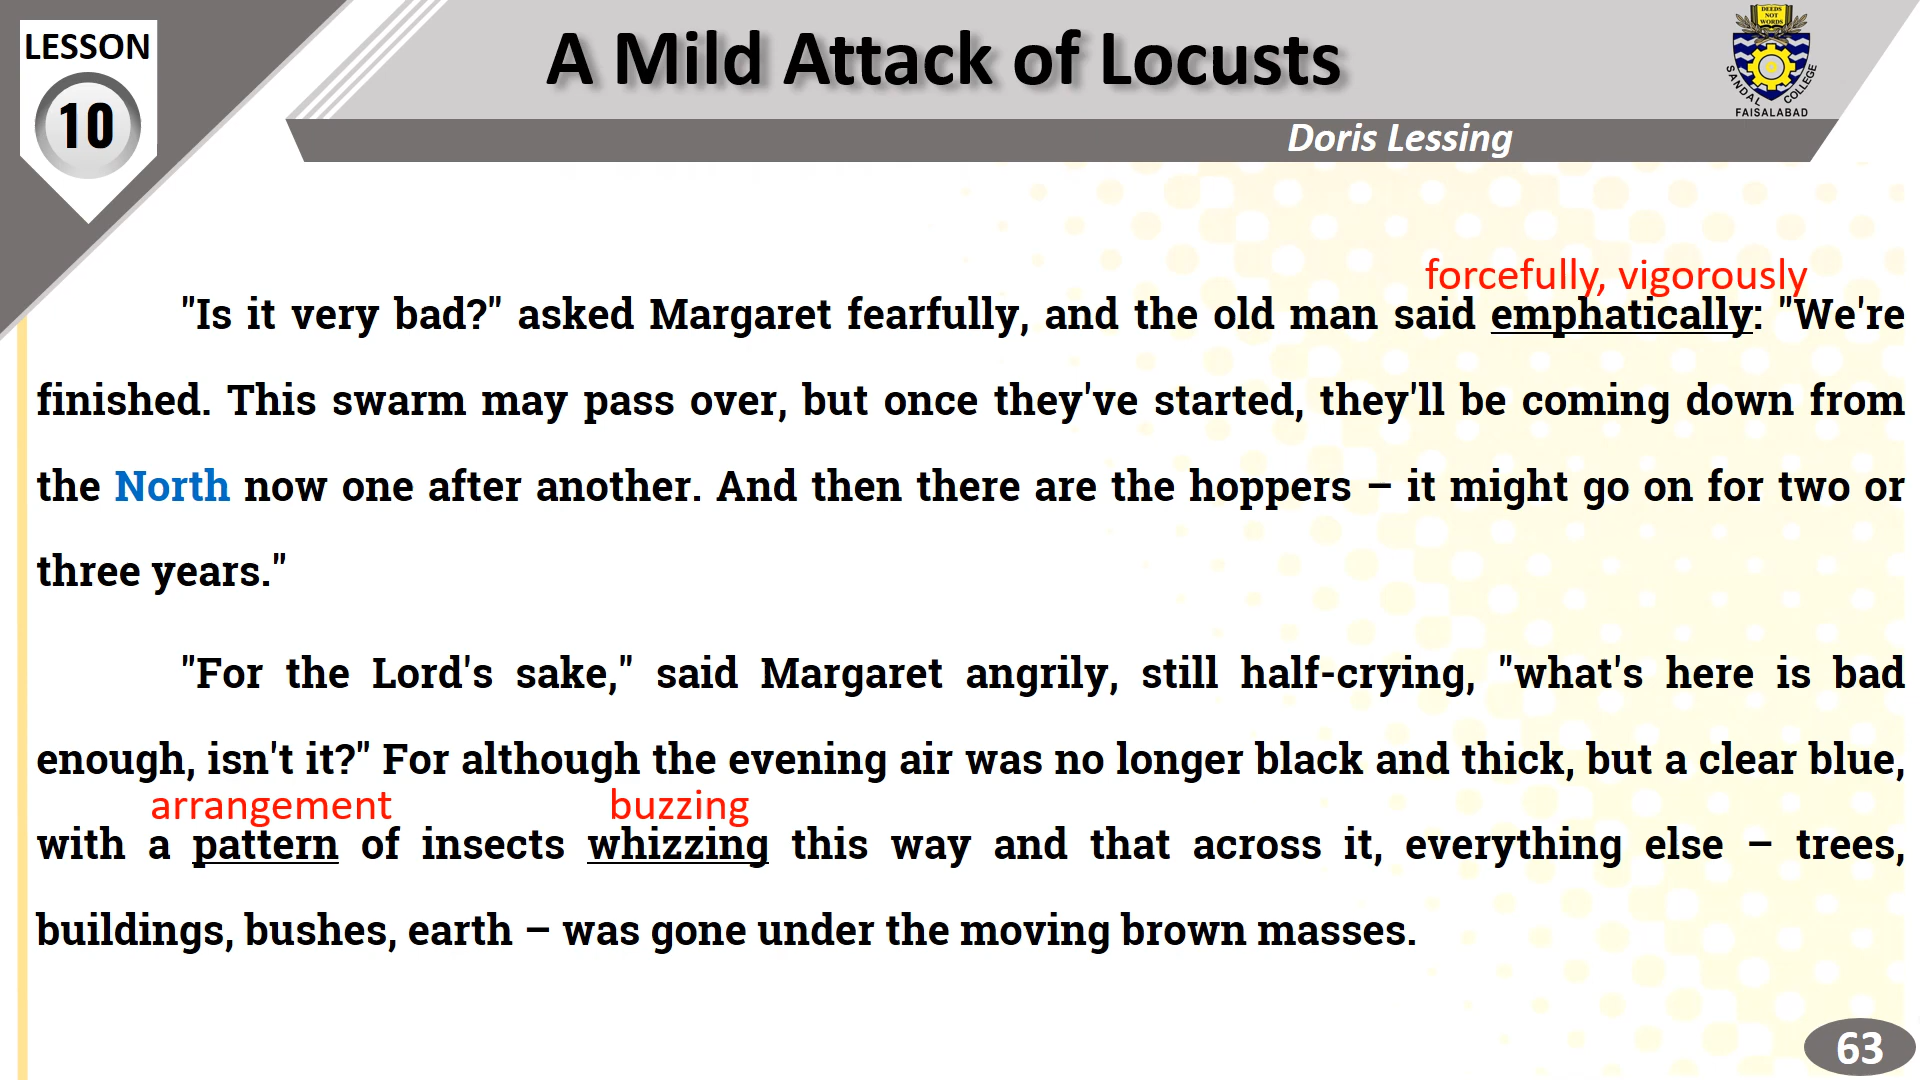 LESSON
10
A Mild Attack of Locusts
DEEDS
NOT
WORDS
SANDAL COLLEGE
FAISALABAD
Doris Lessing
forcefully, vigorously
"Is it very bad?" asked Margaret fearfully, and the old man said emphatically: "We're
finished. This swarm may pass over, but once they've started, they'll be coming down from
the North now one after another. And then there are the hoppers – it might go on for two or
three years."
"For the Lord's sake," said Margaret angrily, still half-crying, "what's here is bad
enough, isn't it?" For although the evening air was no longer black and thick, but a clear blue,
arrangement buzzing
with a pattern of insects whizzing this way and that across it, everything else – trees,
buildings, bushes, earth – was gone under the moving brown masses.
63